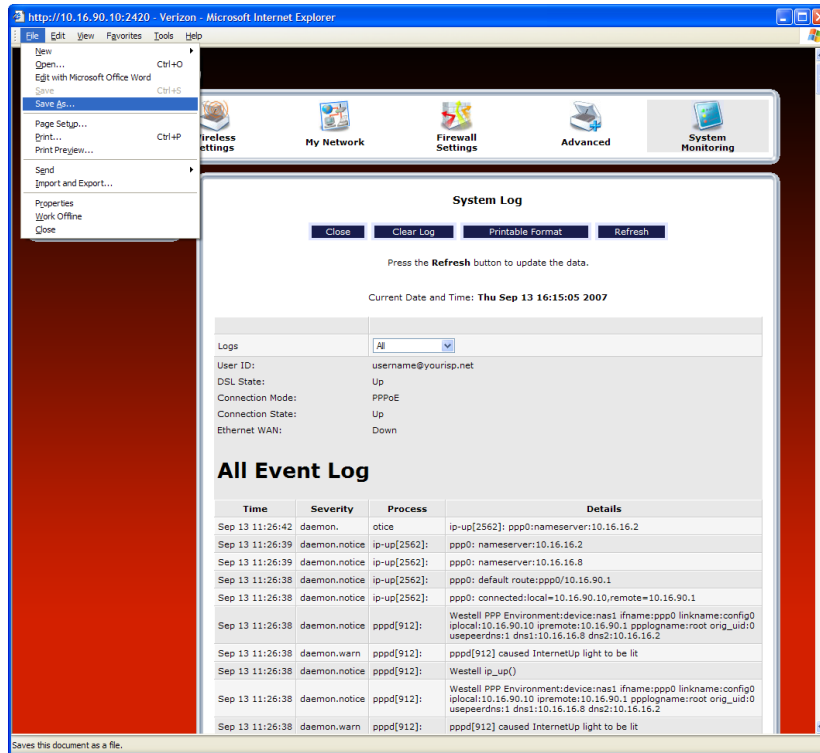 http://10.16.90.10:2420 - Verizon - Microsoft Internet Explorer
File Edit View Favorites Tools Help
New
Open... Ctrl+O
Edit with Microsoft Office Word
Save Ctrl+S
Save As...
Page Setup...
Print... Ctrl+P
Print Preview...
Send
Import and Export...
Properties
Work Offline
Close
ireless
ettings
My Network
Firewall
Settings
Advanced
System
Monitoring
System Log
Close Clear Log Printable Format Refresh
Press the Refresh button to update the data.
Current Date and Time: Thu Sep 13 16:15:05 2007
Logs All
User ID: username@yourisp.net
DSL State: Up
Connection Mode: PPPoE
Connection State: Up
Ethernet WAN: Down
All Event Log
Time Severity Process Details
Sep 13 11:26:42 daemon. otice ip-up[2562]: ppp0:nameserver:10.16.16.2
Sep 13 11:26:39 daemon.notice ip-up[2562]: ppp0: nameserver:10.16.16.2
Sep 13 11:26:39 daemon.notice ip-up[2562]: ppp0: nameserver:10.16.16.8
Sep 13 11:26:38 daemon.notice ip-up[2562]: ppp0: default route:ppp0/10.16.90.1
Sep 13 11:26:38 daemon.notice ip-up[2562]: ppp0: connected:local=10.16.90.10,remote=10.16.90.1
Sep 13 11:26:38 daemon.notice pppd[912]: Westell PPP Environment:device:nas1 ifname:ppp0 linkname:config0
iplocal:10.16.90.10 ipremote:10.16.90.1 ppplogname:root orig_uid:0
usepeerdns:1 dns1:10.16.16.8 dns2:10.16.16.2
Sep 13 11:26:38 daemon.warn pppd[912]: pppd[912] caused InternetUp light to be lit
Sep 13 11:26:38 daemon.notice pppd[912]: Westell ip_up()
Sep 13 11:26:38 daemon.notice pppd[912]: Westell PPP Environment:device:nas1 ifname:ppp0 linkname:config0
iplocal:10.16.90.10 ipremote:10.16.90.1 ppplogname:root orig_uid:0
usepeerdns:1 dns1:10.16.16.8 dns2:10.16.16.2
Sep 13 11:26:38 daemon.warn pppd[912]: pppd[912] caused InternetUp light to be lit
Saves this document as a file.